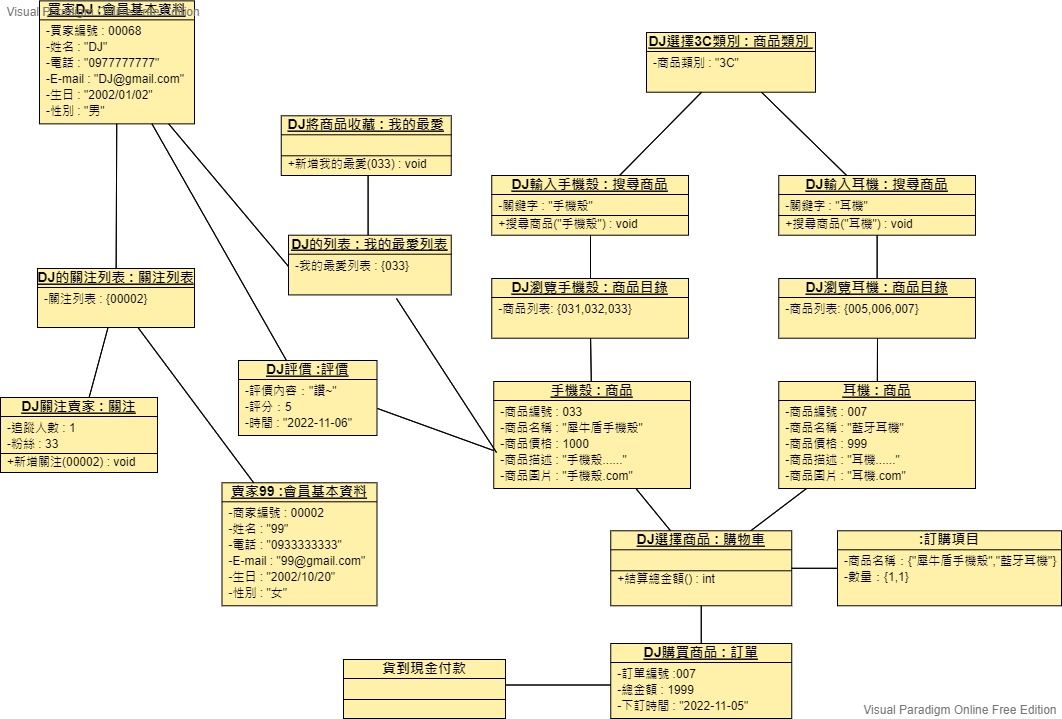 Visual Paradigm Online Free Edition
買家DJ :會員基本資料
-買家編號 : 00068
-姓名 : "DJ"
-電話 : "0977777777"
-E-mail : "DJ@gmail.com"
-生日 : "2002/01/02"
-性別 : "男"
DJ選擇3C類別 : 商品類別
-商品類別 : "3C"
DJ將商品收藏 : 我的最愛
+新增我的最愛(033) : void
DJ輸入手機殼 : 搜尋商品
-關鍵字 : "手機殼"
+搜尋商品("手機殼") : void
DJ輸入耳機 : 搜尋商品
-關鍵字 : "耳機"
+搜尋商品("耳機") : void
DJ的列表 : 我的最愛列表
-我的最愛列表 : {033}
DJ的關注列表 : 關注列表
-關注列表 : {00002}
DJ瀏覽手機殼 : 商品目錄
-商品列表: {031,032,033}
DJ瀏覽耳機 : 商品目錄
-商品列表: {005,006,007}
DJ評價 :評價
-評價內容 : "讚~"
-評分 : 5
-時間 : "2022-11-06"
手機殼 : 商品
-商品編號 : 033
-商品名稱 : "犀牛盾手機殼"
-商品價格 : 1000
-商品描述 : "手機殼......"
-商品圖片 : "手機殼.com"
耳機 : 商品
-商品編號 : 007
-商品名稱 : "藍牙耳機"
-商品價格 : 999
-商品描述 : "耳機......"
-商品圖片 : "耳機.com"
DJ關注賣家 : 關注
-追蹤人數 : 1
-粉絲 : 33
+新增關注(00002) : void
賣家99 :會員基本資料
-商家編號 : 00002
-姓名 : "99"
-電話 : "0933333333"
-E-mail : "99@gmail.com"
-生日 : "2002/10/20"
-性別 : "女"
DJ選擇商品 : 購物車
+結算總金額() : int
:訂購項目
-商品名稱 : {"犀牛盾手機殼","藍牙耳機"}
-數量 : {1,1}
DJ購買商品 : 訂單
-訂單編號 :007
-總金額 : 1999
-下訂時間 : "2022-11-05"
貨到現金付款
Visual Paradigm Online Free Edition